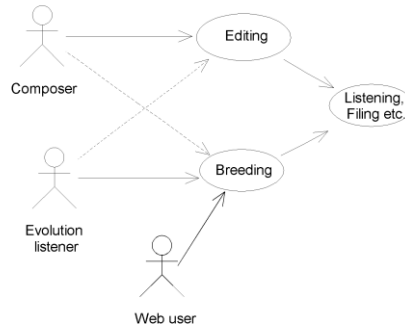 Editing
Composer
Listening,
Filing etc.
Breeding
Evolution
listener
Web user